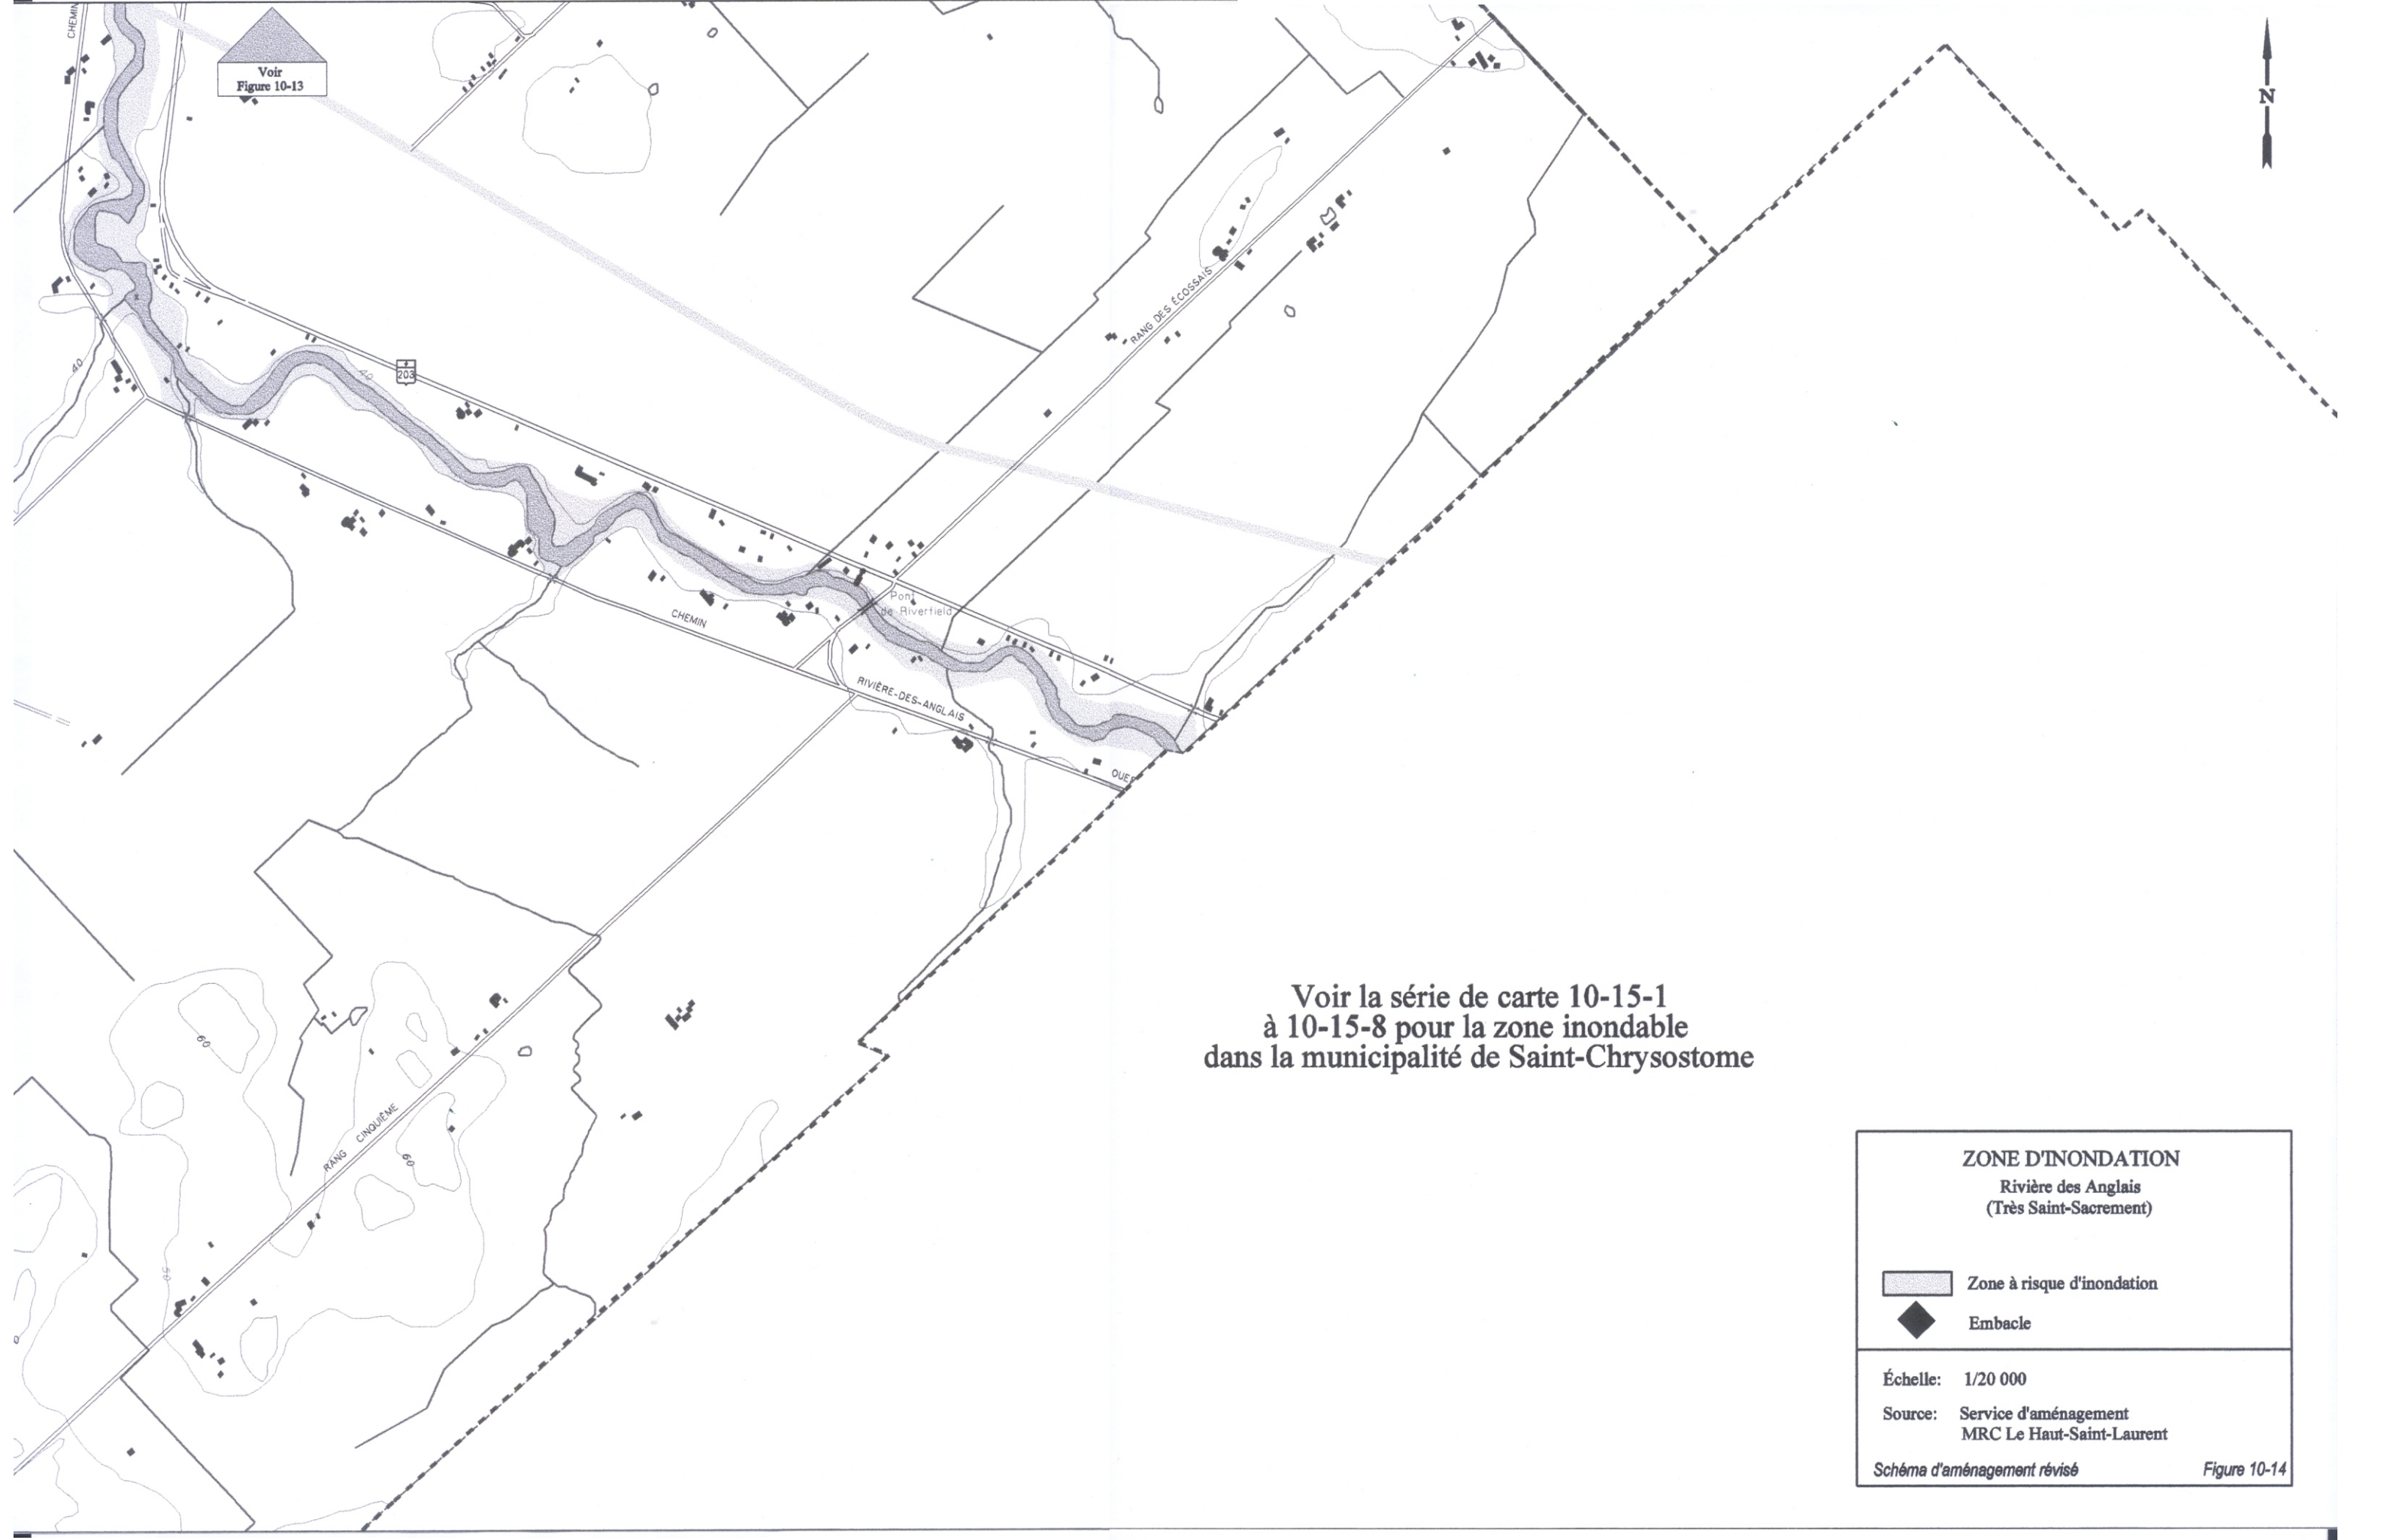 CHEMIN
Voir
Figure 10-13
N
RANG DES ÉCOSSAIS
40
40
203
Pont
de Riverfield
CHEMIN
RIVIÈRE-DES-ANGLAIS
OUE
60
60
50
RANG CINQUIÈME
Voir la série de carte 10-15-1
à 10-15-8 pour la zone inondable
dans la municipalité de Saint-Chrysostome
ZONE D'INONDATION
Rivière des Anglais
(Très Saint-Sacrement)
Zone à risque d'inondation
Embacle
Échelle: 1/20 000
Source: Service d'aménagement
MRC Le Haut-Saint-Laurent
Schéma d'aménagement révisé Figure 10-14